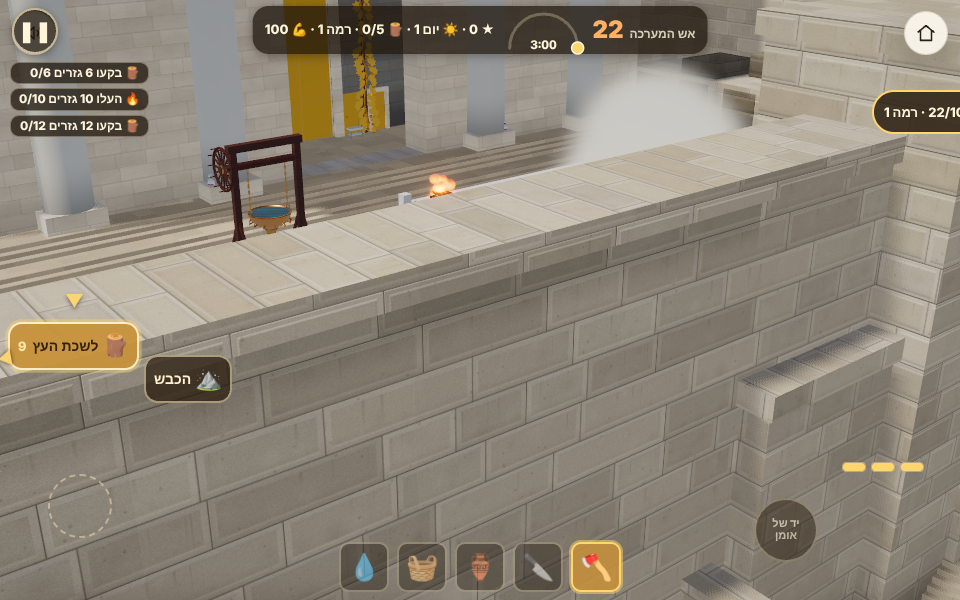 אש המערכה 22
3:00
★ 0 · 🪵 0/5 · יום 1 ☀️ · רמה 1 · 💪 100
🪵 בקעו 6 גזרים 0/6
🔥 העלו 10 גזרים 0/10
🪵 בקעו 12 גזרים 0/12
22/10 · רמה 1
🪵 לשכת העץ 9
הכבש
יד של
אומן